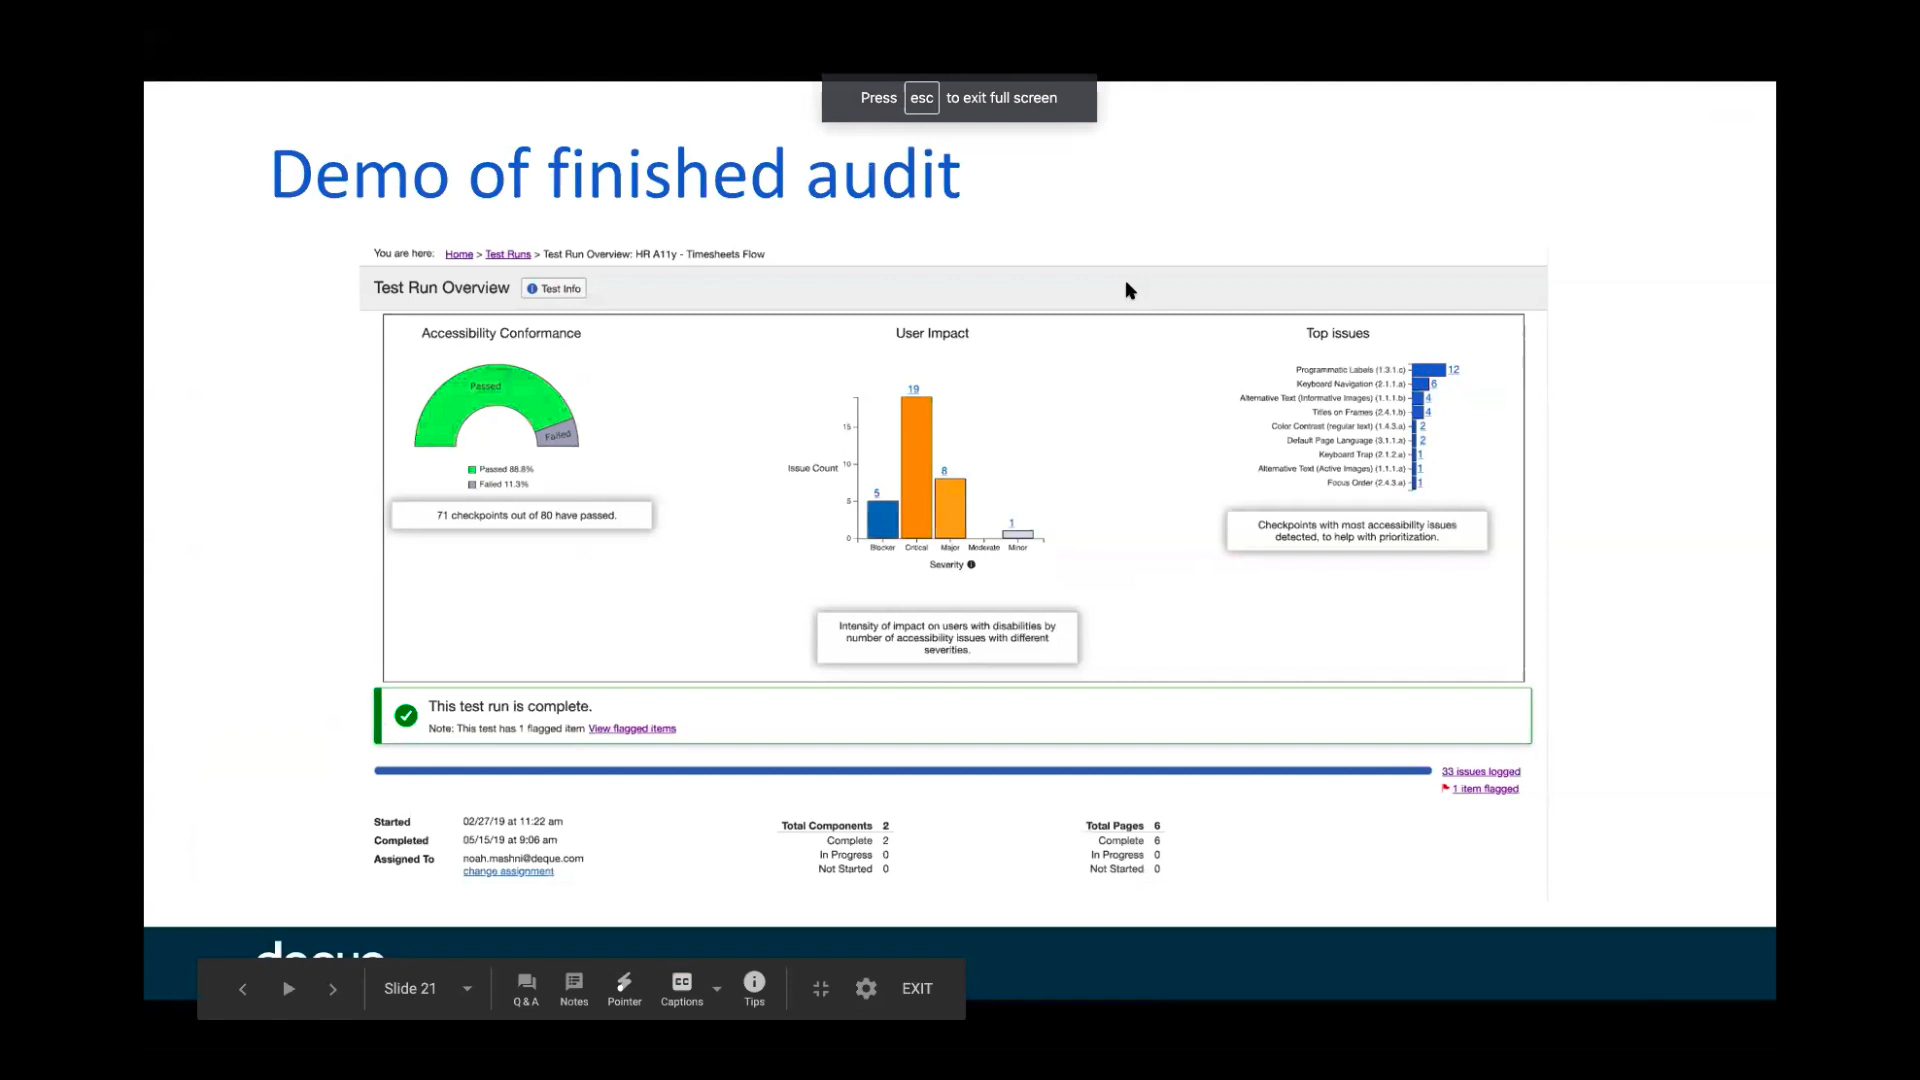 Press esc to exit full screen
Demo of finished audit
You are here: Home > Test Runs > Test Run Overview: HR A11y - Timesheets Flow
Test Run Overview Test Info
Accessibility Conformance
Passed
Failed
Passed 88.8%
Failed 11.3%
71 checkpoints out of 80 have passed.
User Impact
19
15
Issue Count 10
8
5
5
1
0
Blocker Critical Major Moderate Minor
Severity
Intensity of impact on users with disabilities by
number of accessibility issues with different
severities.
Top issues
Programmatic Labels (1.3.1.c) 12
Keyboard Navigation (2.1.1.a) 6
Alternative Text (Informative Images) (1.1.1.b) 4
Titles on Frames (2.4.1.b) 4
Color Contrast (regular text) (1.4.3.a) 2
Default Page Language (3.1.1.a) 2
Keyboard Trap (2.1.2.a) 1
Alternative Text (Active Images) (1.1.1.a) 1
Focus Order (2.4.3.a) 1
Checkpoints with most accessibility issues
detected, to help with prioritization.
This test run is complete.
Note: This test has 1 flagged item View flagged items
33 issues logged
1 item flagged
Started 02/27/19 at 11:22 am
Completed 05/15/19 at 9:06 am
Assigned To noah.mashni@deque.com
change assignment
Total Components 2
Complete 2
In Progress 0
Not Started 0
Total Pages 6
Complete 6
In Progress 0
Not Started 0
deque
Slide 21
Q & A
Notes
Pointer
CC
Captions
Tips
EXIT